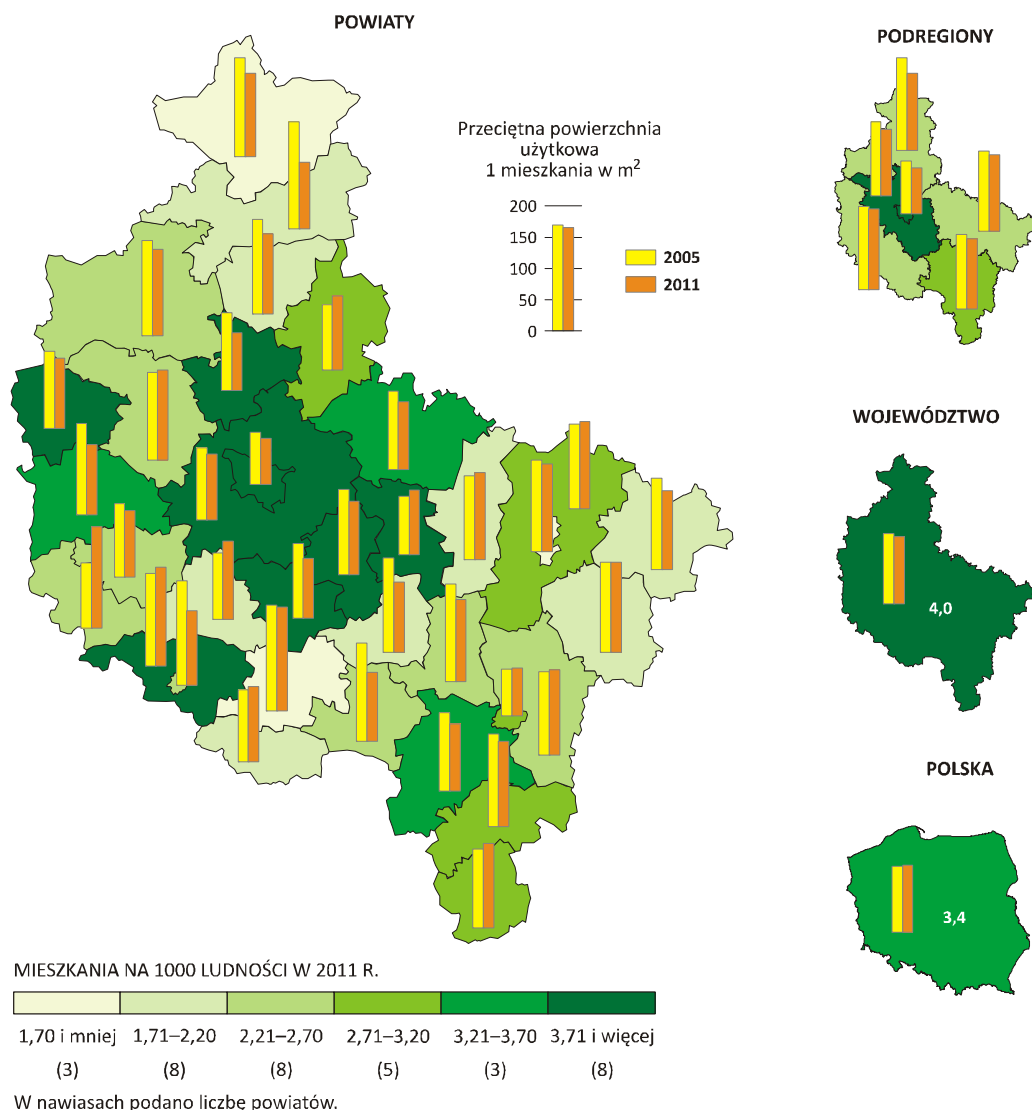 POWIATY
PODREGIONY
Przeciętna powierzchnia
użytkowa
1 mieszkania w m²
200
150
100
50
0
2005
2011
WOJEWÓDZTWO
4,0
POLSKA
3,4
MIESZKANIA NA 1000 LUDNOŚCI W 2011 R.
1,70 i mniej 1,71–2,20 2,21–2,70 2,71–3,20 3,21–3,70 3,71 i więcej
(3) (8) (8) (5) (3) (8)
W nawiasach podano liczbę powiatów.